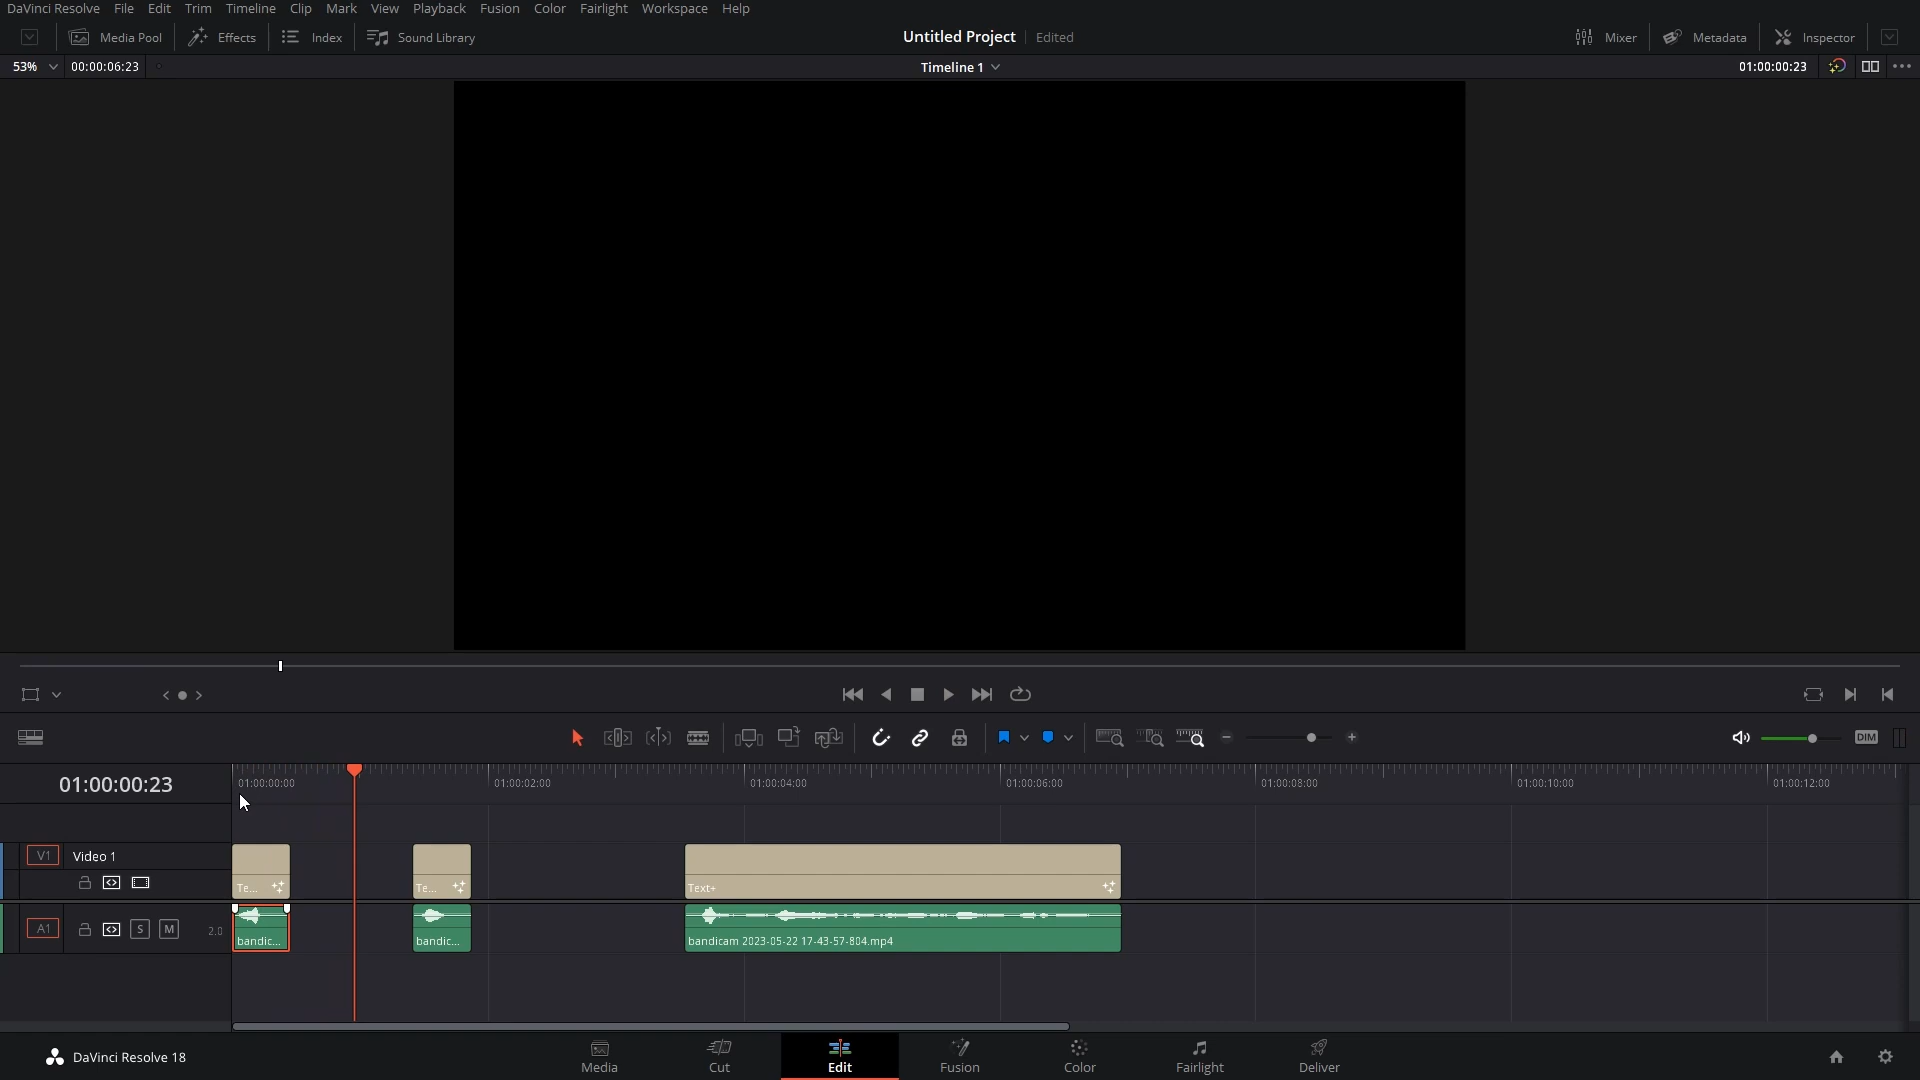 DaVinci Resolve File Edit Trim Timeline Clip Mark View Playback Fusion Color Fairlight Workspace Help
Media Pool Effects Index Sound Library Untitled Project Edited Mixer Metadata Inspector
53% 00:00:06:23 Timeline 1 01:00:00:23
DIM
01:00:00:23 01:00:00:00 01:00:02:00 01:00:04:00 01:00:06:00 01:00:08:00 01:00:10:00 01:00:12:00
V1 Video 1
Te... Te... Text+
A1 S M 2.0
bandic... bandic... bandicam 2023-05-22 17-43-57-804.mp4
DaVinci Resolve 18 Media Cut Edit Fusion Color Fairlight Deliver